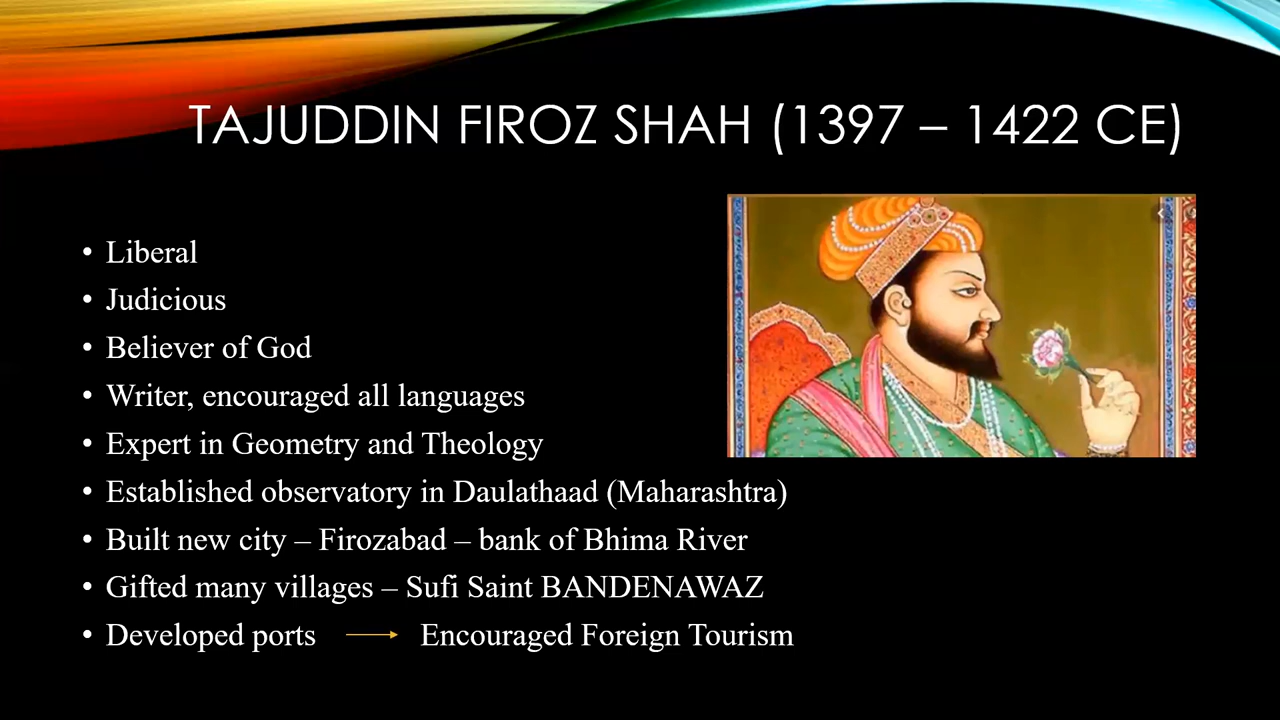 TAJUDDIN FIROZ SHAH (1397 – 1422 CE)
• Liberal
• Judicious
• Believer of God
• Writer, encouraged all languages
• Expert in Geometry and Theology
• Established observatory in Daulathaad (Maharashtra)
• Built new city – Firozabad – bank of Bhima River
• Gifted many villages – Sufi Saint BANDENAWAZ
• Developed ports → Encouraged Foreign Tourism